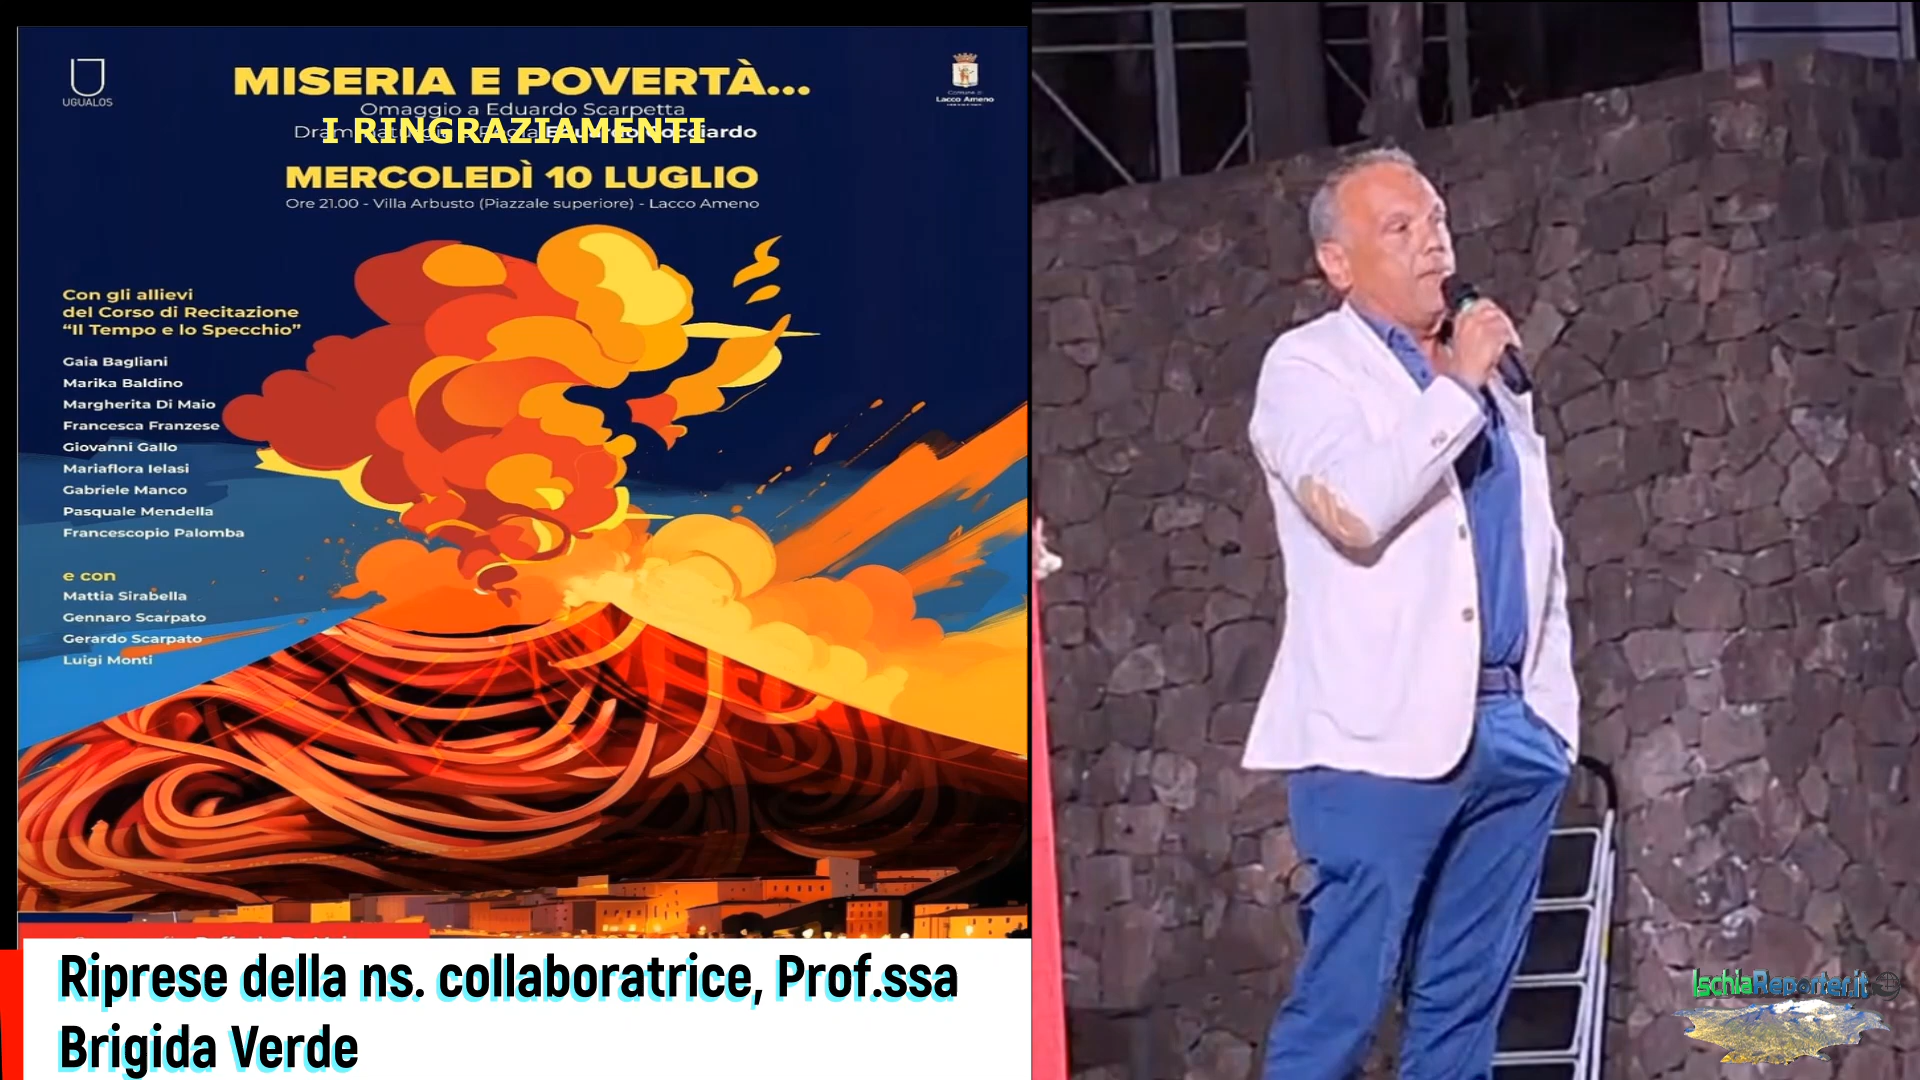 UGUALOS
MISERIA E POVERTÀ...
Lacco Ameno
Omaggio a Eduardo Scarpetta
I RINGRAZIAMENTI
MERCOLEDÌ 10 LUGLIO
Ore 21.00 - Villa Arbusto (Piazzale superiore) - Lacco Ameno
Con gli allievi
del Corso di Recitazione
“Il Tempo e lo Specchio”
Gaia Bagliani
Marika Baldino
Margherita Di Maio
Francesca Franzese
Giovanni Gallo
Mariaflora Ielasi
Gabriele Manco
Pasquale Mendella
Francescopio Palomba
e con
Mattia Sirabella
Gennaro Scarpato
Gerardo Scarpato
Luigi Monti
Riprese della ns. collaboratrice, Prof.ssa
Brigida Verde
IschiaReporter.it